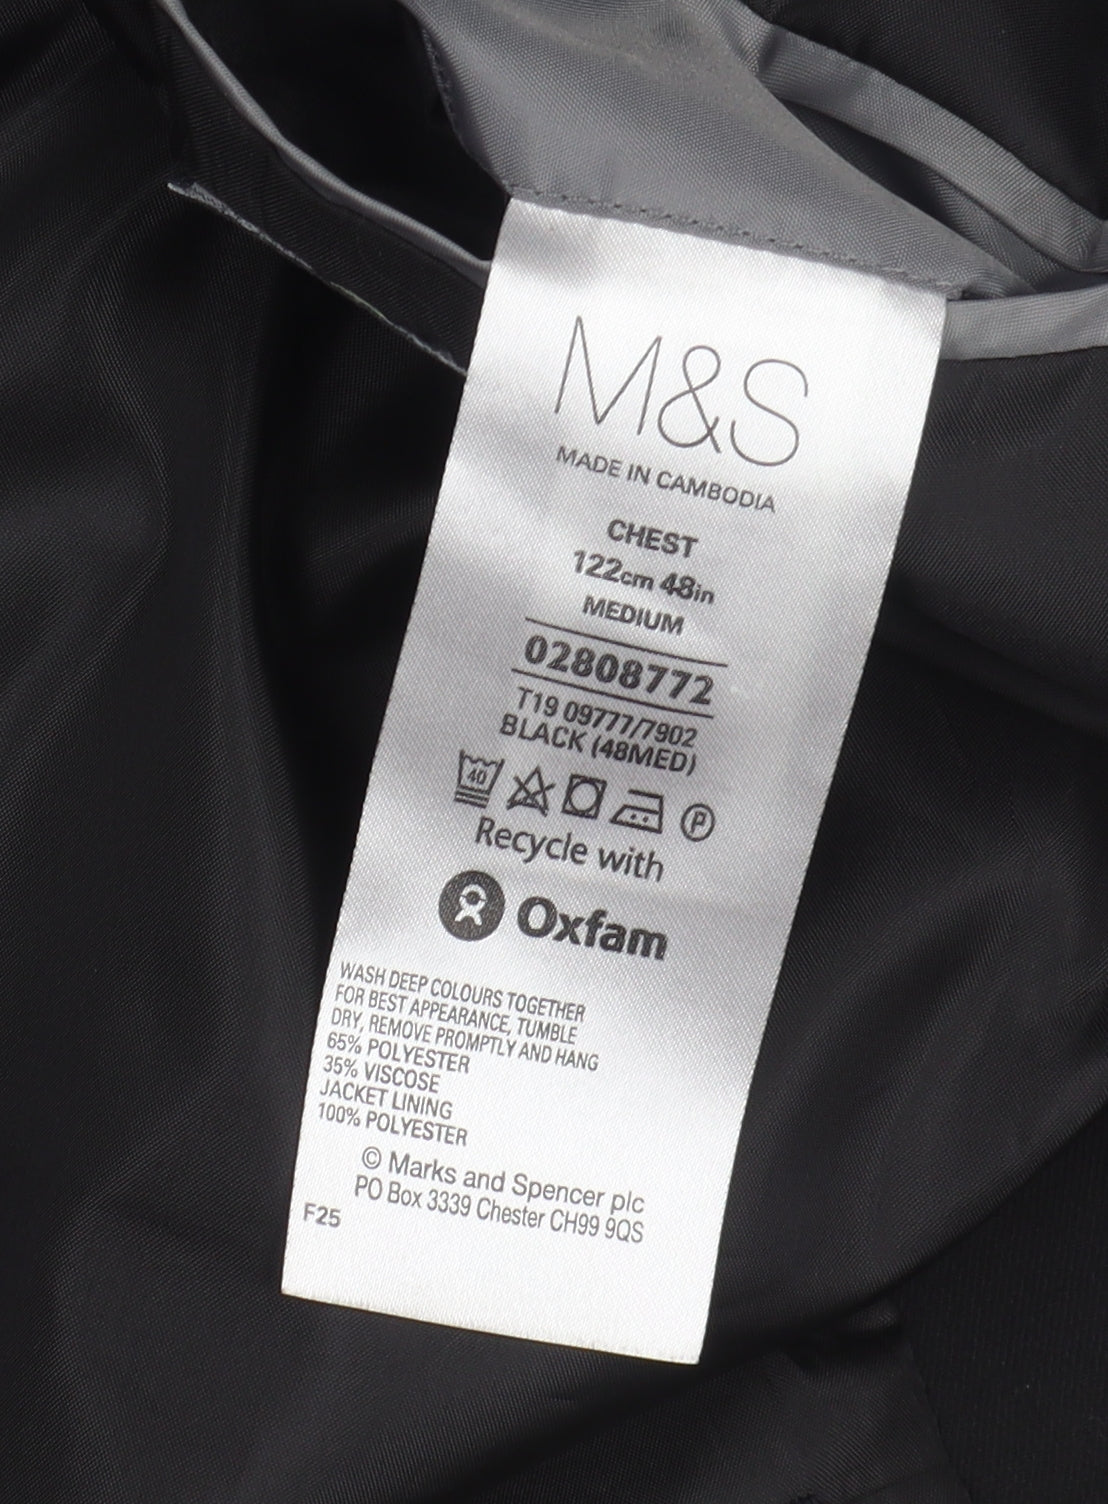 M&S
MADE IN CAMBODIA
CHEST
122cm 48in
MEDIUM
02808772
T19 09777/7902
BLACK (48MED)
40
P
Recycle with
Oxfam
WASH DEEP COLOURS TOGETHER
FOR BEST APPEARANCE, TUMBLE
DRY, REMOVE PROMPTLY AND HANG
65% POLYESTER
35% VISCOSE
JACKET LINING
100% POLYESTER
© Marks and Spencer plc
PO Box 3339 Chester CH99 9QS
F25